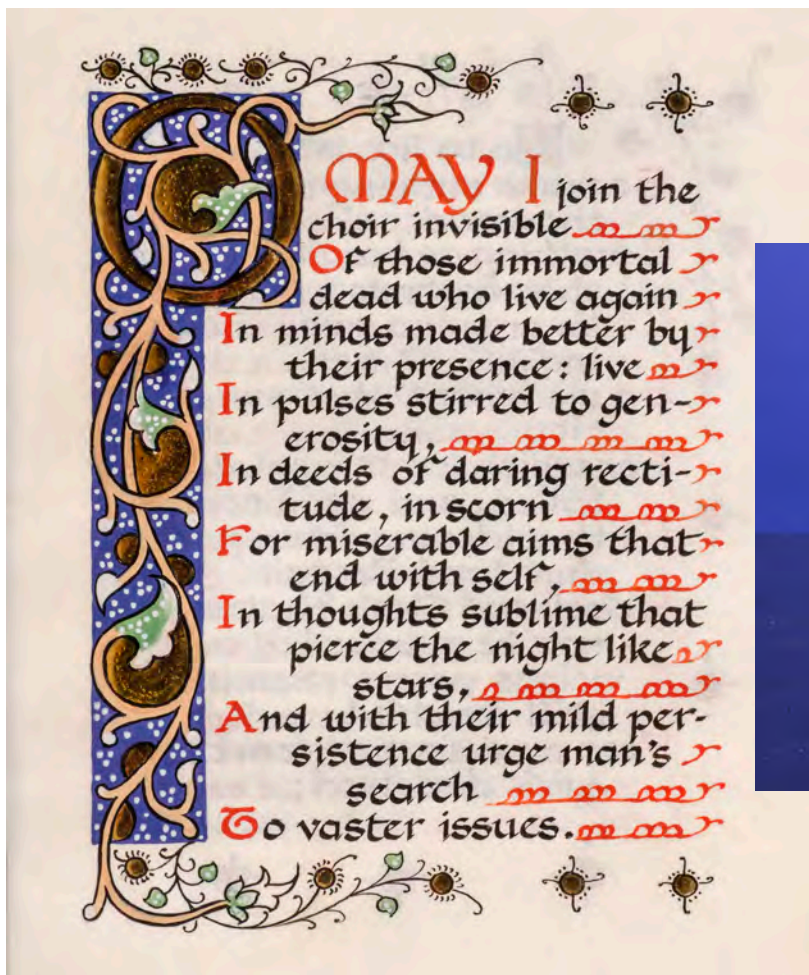 O MAY I join the
choir invisible
Of those immortal
dead who live again
In minds made better by
their presence: live
In pulses stirred to gen-
erosity,
In deeds of daring recti-
tude, in scorn
For miserable aims that
end with self,
In thoughts sublime that
pierce the night like
stars,
And with their mild per-
sistence urge man's
search
To vaster issues.